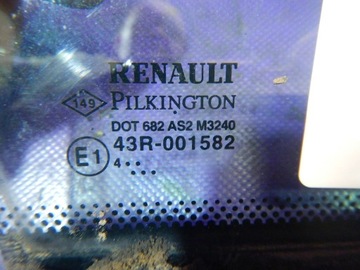 RENAULT
149 PILKINGTON
DOT 682 AS2 M3240
E1 43R-001582
4..
...